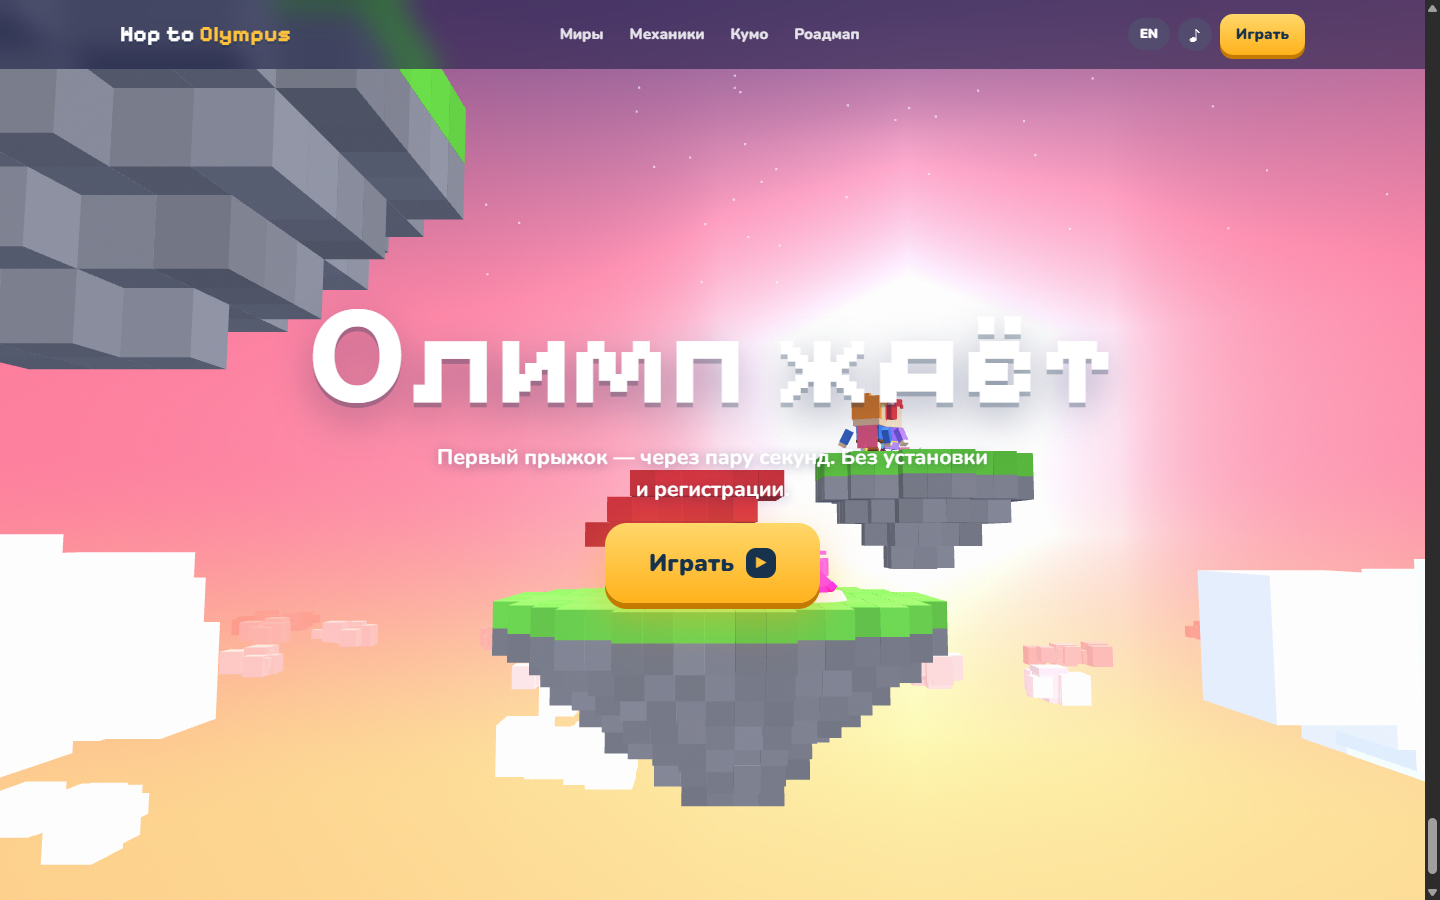 Hop to Olympus
Миры
Механики
Кумо
Роадмап
EN
Играть
Олимп ждёт
Первый прыжок — через пару секунд. Без установки
и регистрации.
Играть